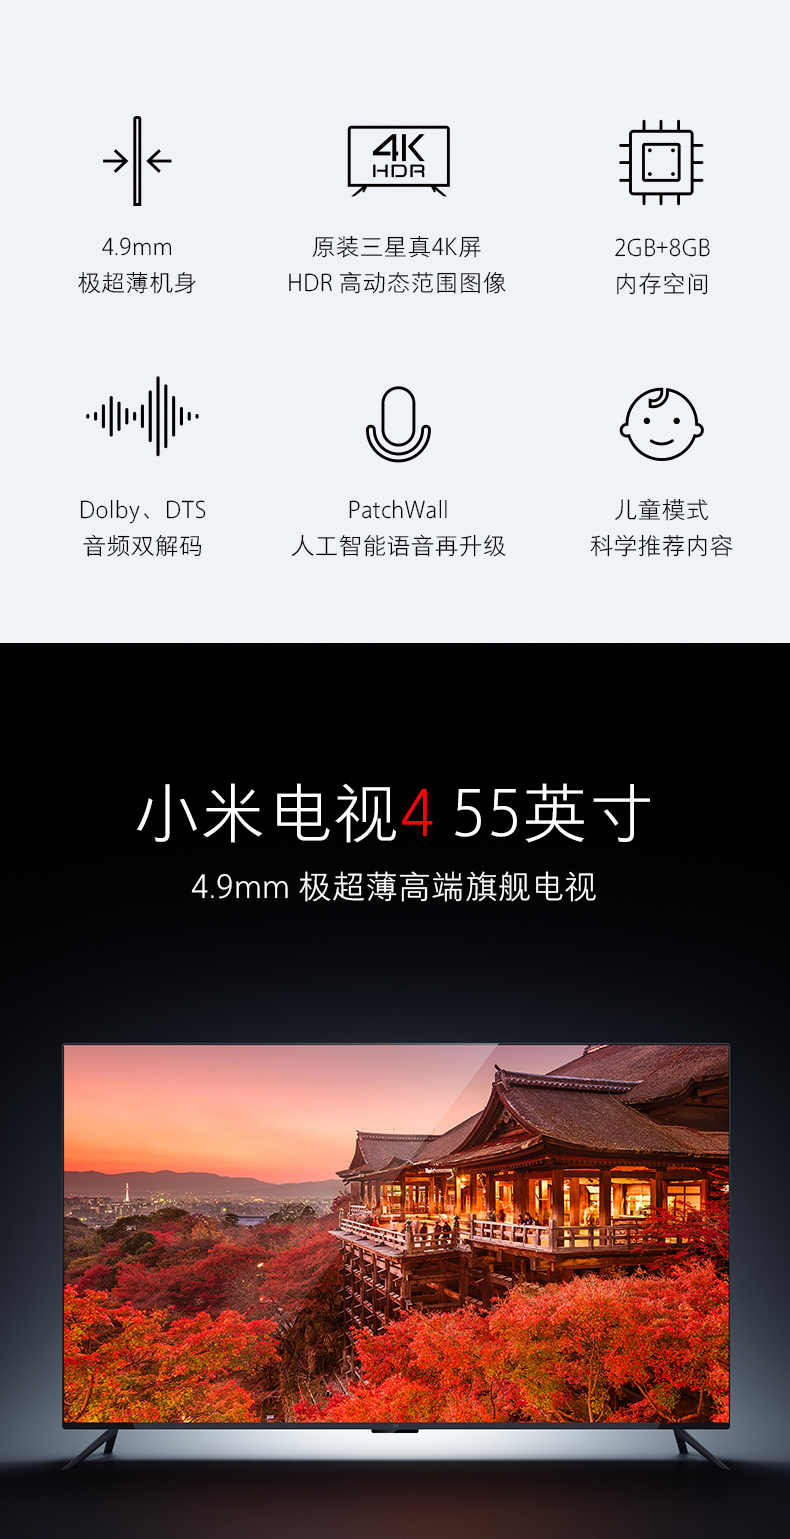 4K
HDR
4.9mm
极超薄机身
原装三星真4K屏
HDR 高动态范围图像
2GB+8GB
内存空间
Dolby、DTS
音频双解码
PatchWall
人工智能语音再升级
儿童模式
科学推荐内容
小米电视4 55英寸
4.9mm 极超薄高端旗舰电视